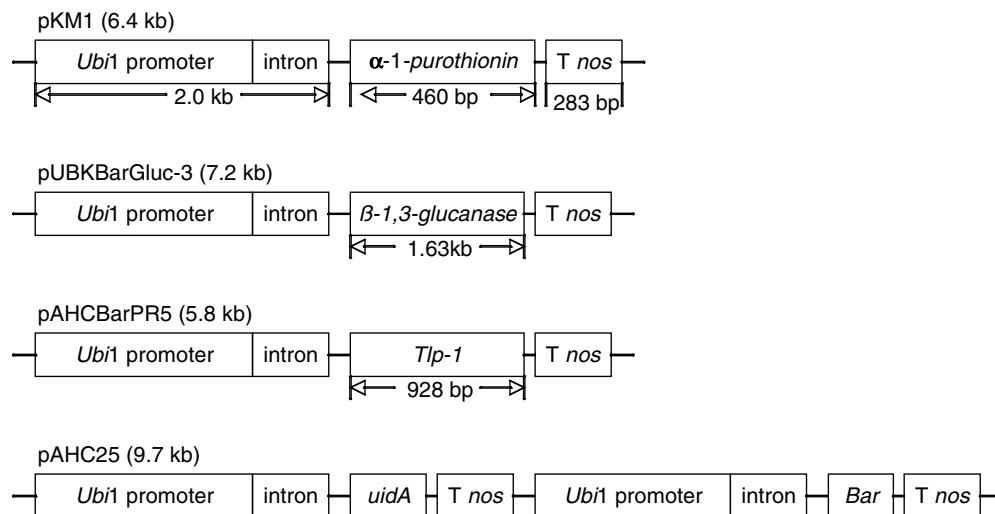 pKM1 (6.4 kb)
Ubi1 promoter intron α-1-purothionin T nos
2.0 kb 460 bp 283 bp
pUBKBarGluc-3 (7.2 kb)
Ubi1 promoter intron ß-1,3-glucanase T nos
1.63kb
pAHCBarPR5 (5.8 kb)
Ubi1 promoter intron Tlp-1 T nos
928 bp
pAHC25 (9.7 kb)
Ubi1 promoter intron uidA T nos Ubi1 promoter intron Bar T nos